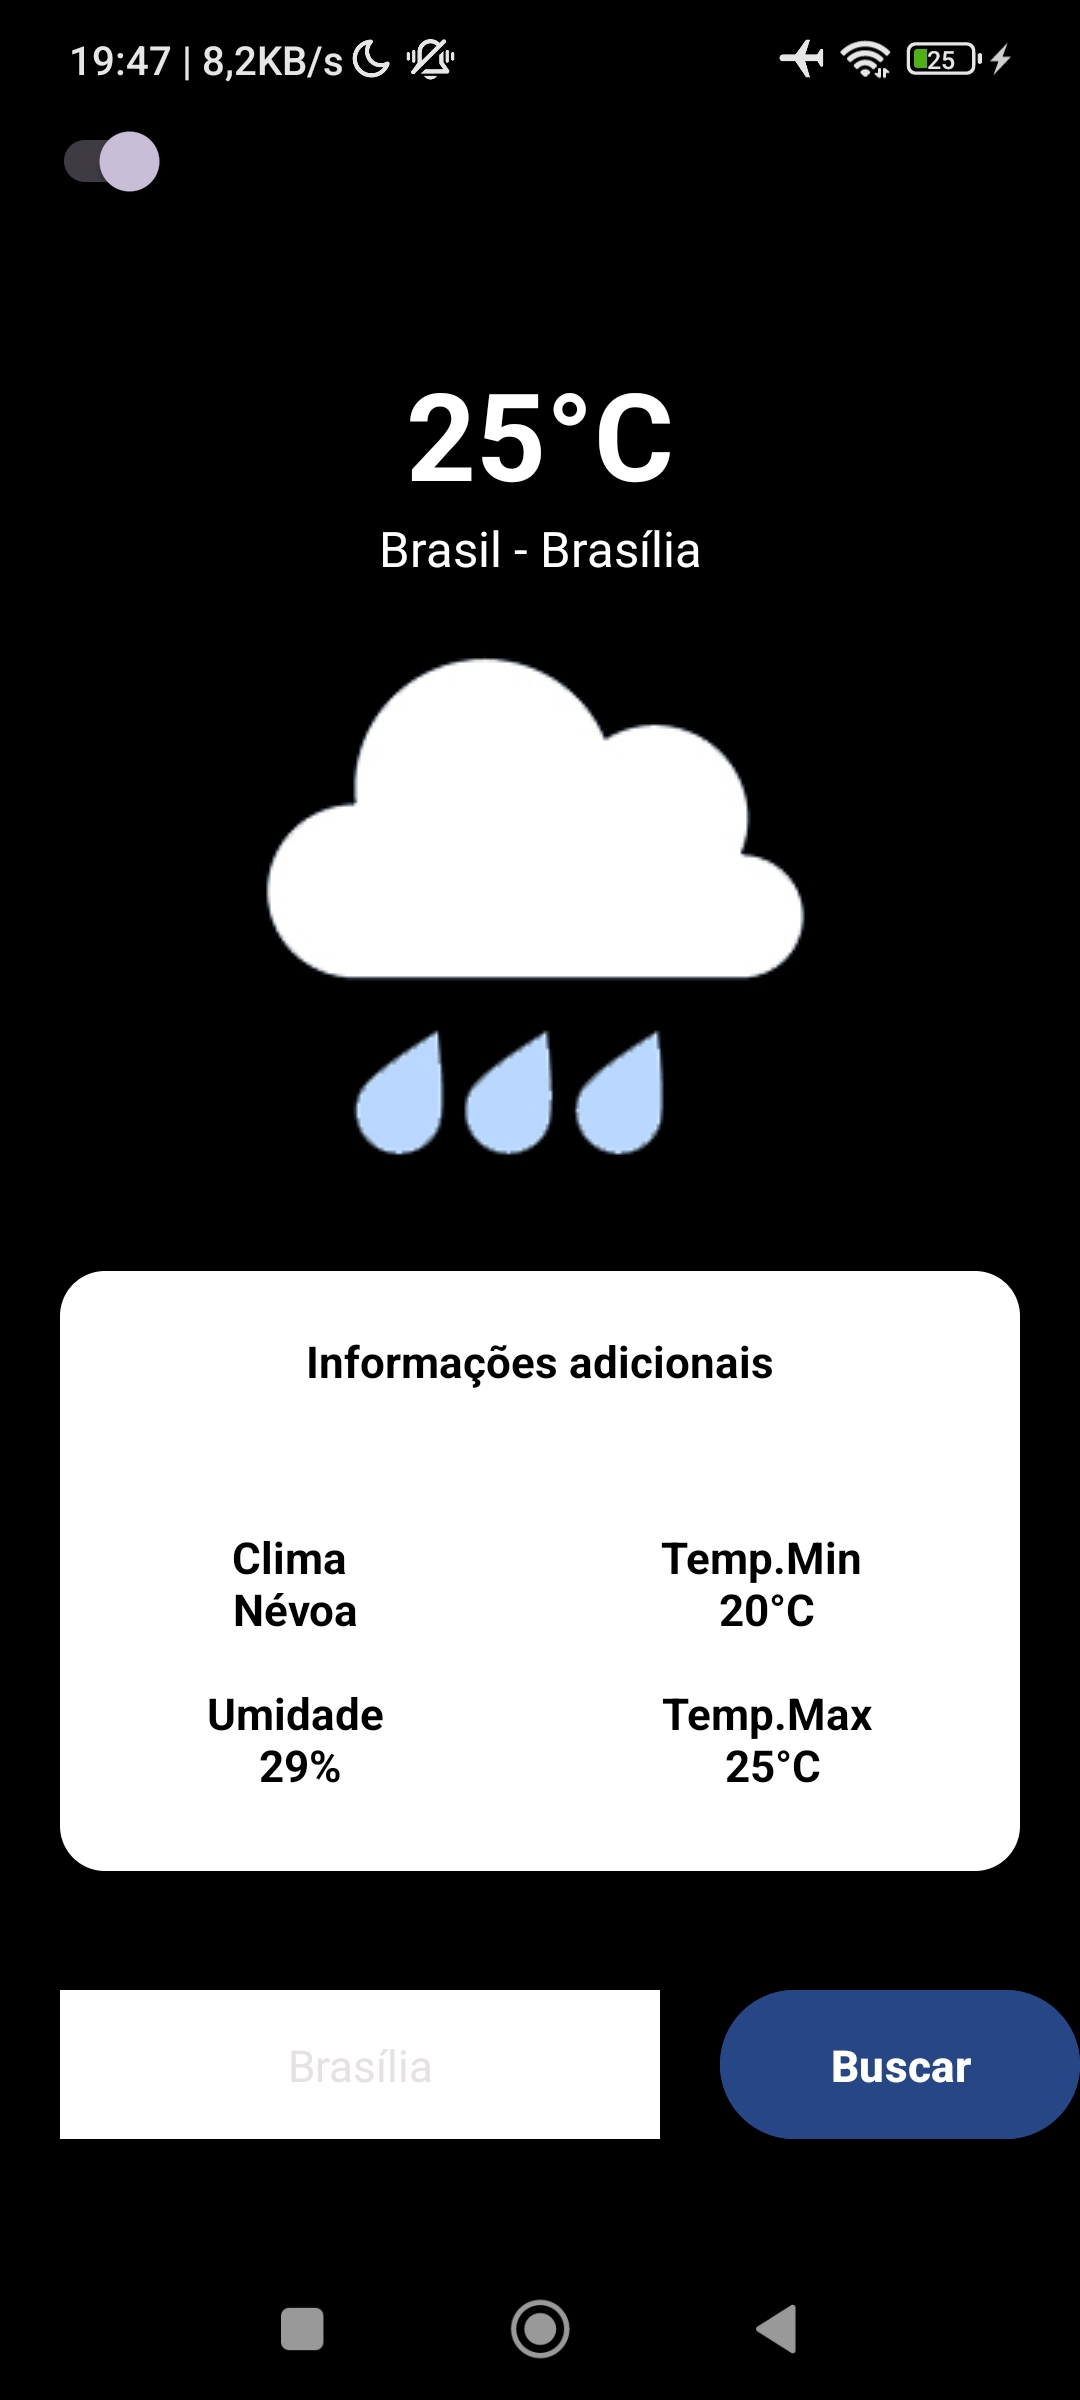 19:47 | 8,2KB/s
25
25°C
Brasil - Brasília
Informações adicionais
Clima
Névoa
Temp.Min
20°C
Umidade
29%
Temp.Max
25°C
Brasília
Buscar